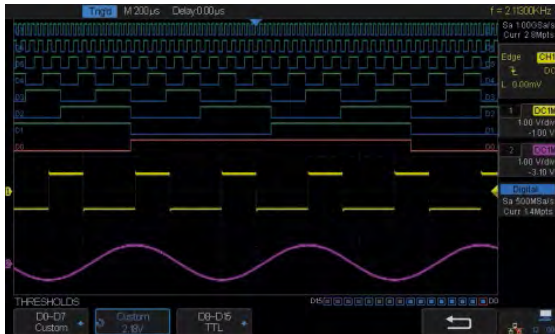 Trig'd M 200µs Delay:0.00µs f = 2.11300KHz
Sa 1.00GSa/s
Curr 2.8Mpts
Edge CH1
DC
L 0.00mV
1 DC1M
1.00 V/div
-1.00 V
2 DC1M
1.00 V/div
-3.10 V
Digital
Sa 500MSa/s
Curr 1.4Mpts
D5
D4
D3
D2
D1
D0
THRESHOLDS
D15 D0
D0-D7
Custom
Custom
2.18V
D8-D15
TTL